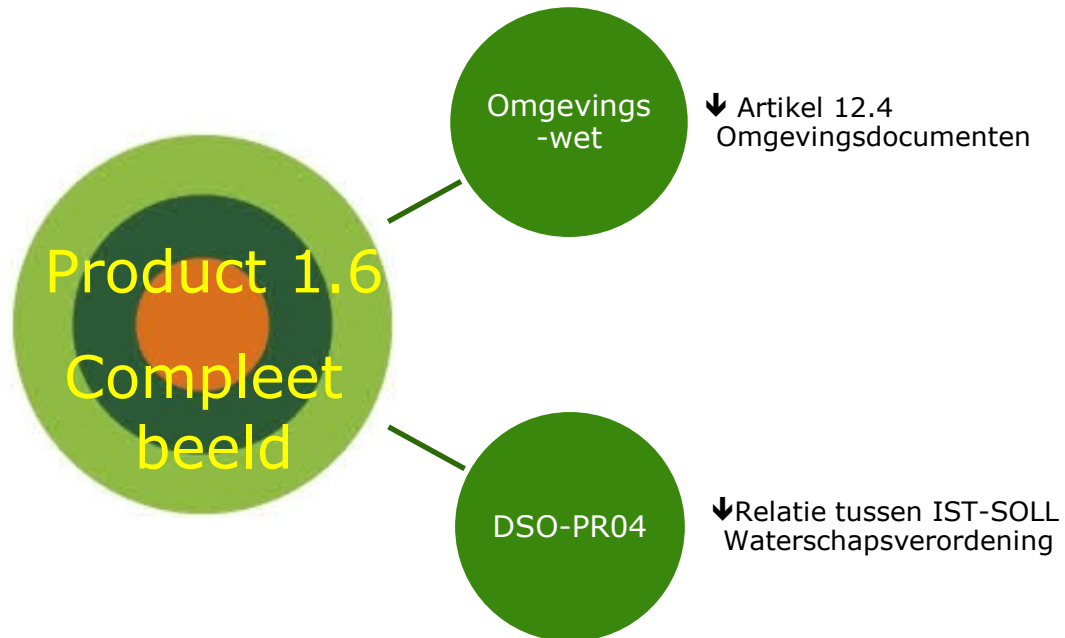 Product 1.6
Compleet
beeld
Omgevings
-wet
🡳 Artikel 12.4
Omgevingsdocumenten
DSO-PR04
🡳Relatie tussen IST-SOLL
Waterschapsverordening